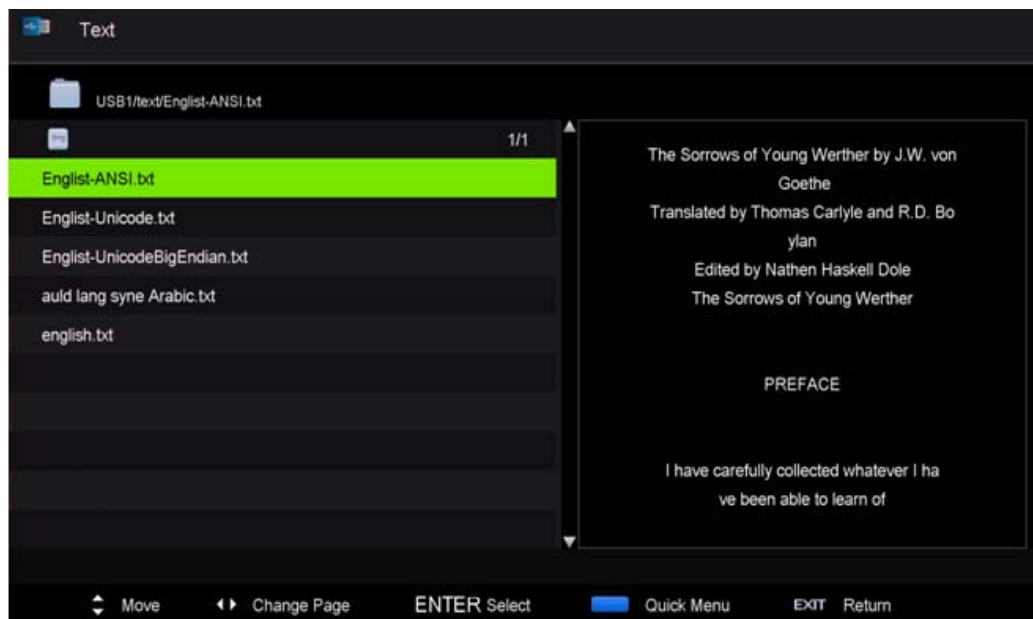 Text
USB1/text/Englist-ANSI.txt
1/1
Englist-ANSI.txt
Englist-Unicode.txt
Englist-UnicodeBigEndian.txt
auld lang syne Arabic.txt
english.txt
The Sorrows of Young Werther by J.W. von
Goethe
Translated by Thomas Carlyle and R.D. Bo
ylan
Edited by Nathen Haskell Dole
The Sorrows of Young Werther
PREFACE
I have carefully collected whatever I ha
ve been able to learn of
Move Change Page ENTER Select Quick Menu EXIT Return